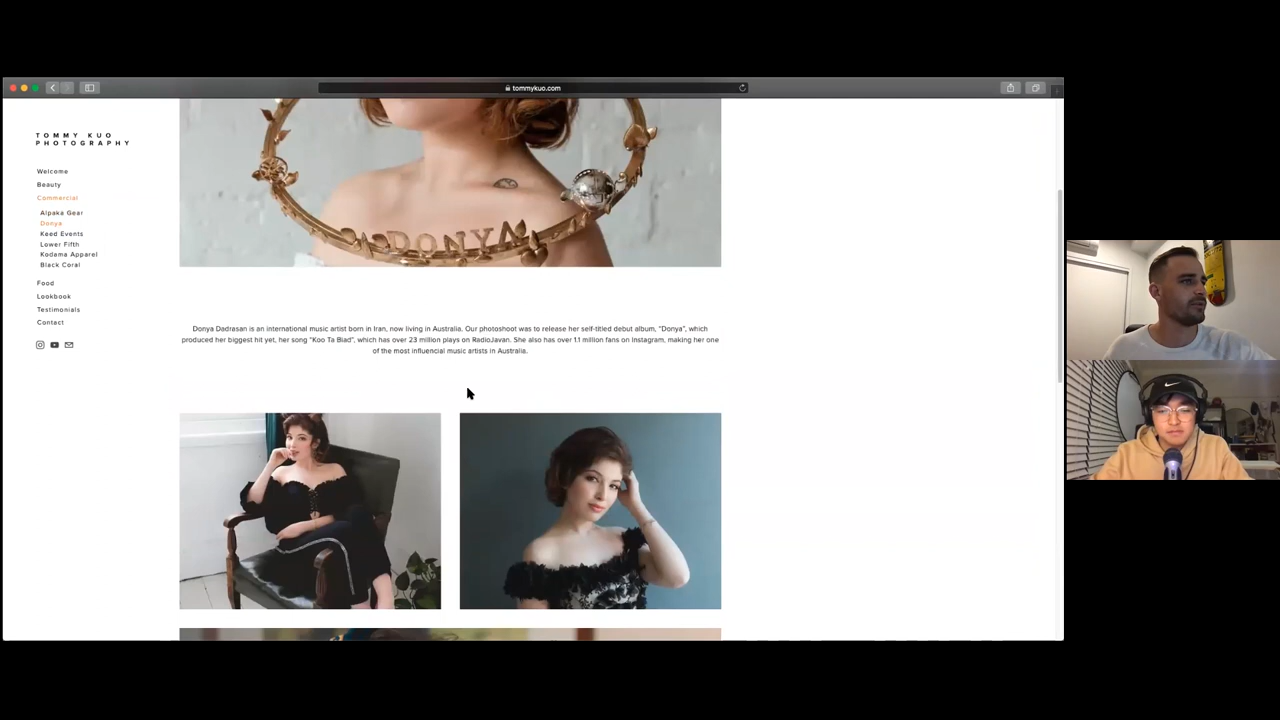 tommykuo.com
TOMMY KUO
PHOTOGRAPHY
Welcome
Beauty
Commercial
Alpaka Gear
Donya
Keed Events
Lower Fifth
Kodama Apparel
Black Coral
Food
Lookbook
Testimonials
Contact
DONYA
Donya Dadrasan is an international music artist born in Iran, now living in Australia. Our photoshoot was to release her self-titled debut album, "Donya", which
produced her biggest hit yet, her song "Koo Ta Biad", which has over 23 million plays on RadioJavan. She also has over 1.1 million fans on Instagram, making her one
of the most influencial music artists in Australia.